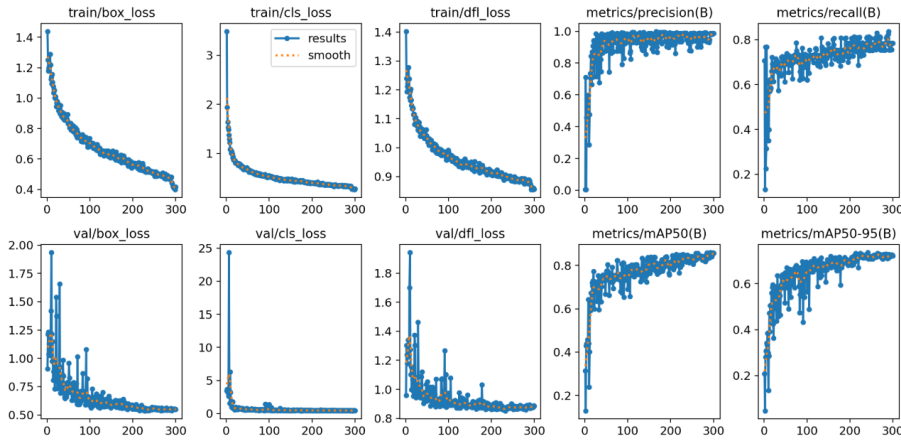 train/box_loss
1.4
1.2
1.0
0.8
0.6
0.4
0 100 200 300
train/cls_loss
results
smooth
3
2
1
0 100 200 300
train/dfl_loss
1.4
1.3
1.2
1.1
1.0
0.9
0 100 200 300
metrics/precision(B)
1.0
0.8
0.6
0.4
0.2
0.0
0 100 200 300
metrics/recall(B)
0.8
0.6
0.4
0.2
0 100 200 300
val/box_loss
2.00
1.75
1.50
1.25
1.00
0.75
0.50
0 100 200 300
val/cls_loss
25
20
15
10
5
0
0 100 200 300
val/dfl_loss
1.8
1.6
1.4
1.2
1.0
0.8
0 100 200 300
metrics/mAP50(B)
0.8
0.6
0.4
0.2
0 100 200 300
metrics/mAP50-95(B)
0.6
0.4
0.2
0 100 200 300